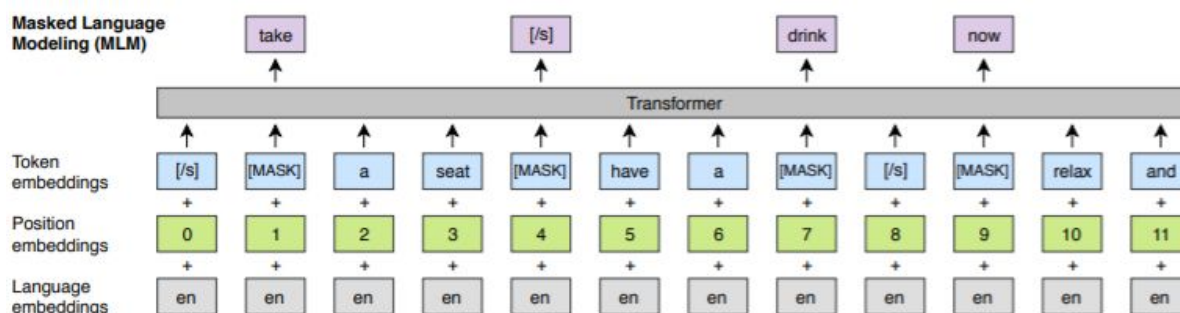 Masked Language
Modeling (MLM)
take [/s] drink now
Transformer
Token
embeddings
[/s] [MASK] a seat [MASK] have a [MASK] [/s] [MASK] relax and
+ + + + + + + + + + + +
Position
embeddings
0 1 2 3 4 5 6 7 8 9 10 11
+ + + + + + + + + + + +
Language
embeddings
en en en en en en en en en en en en